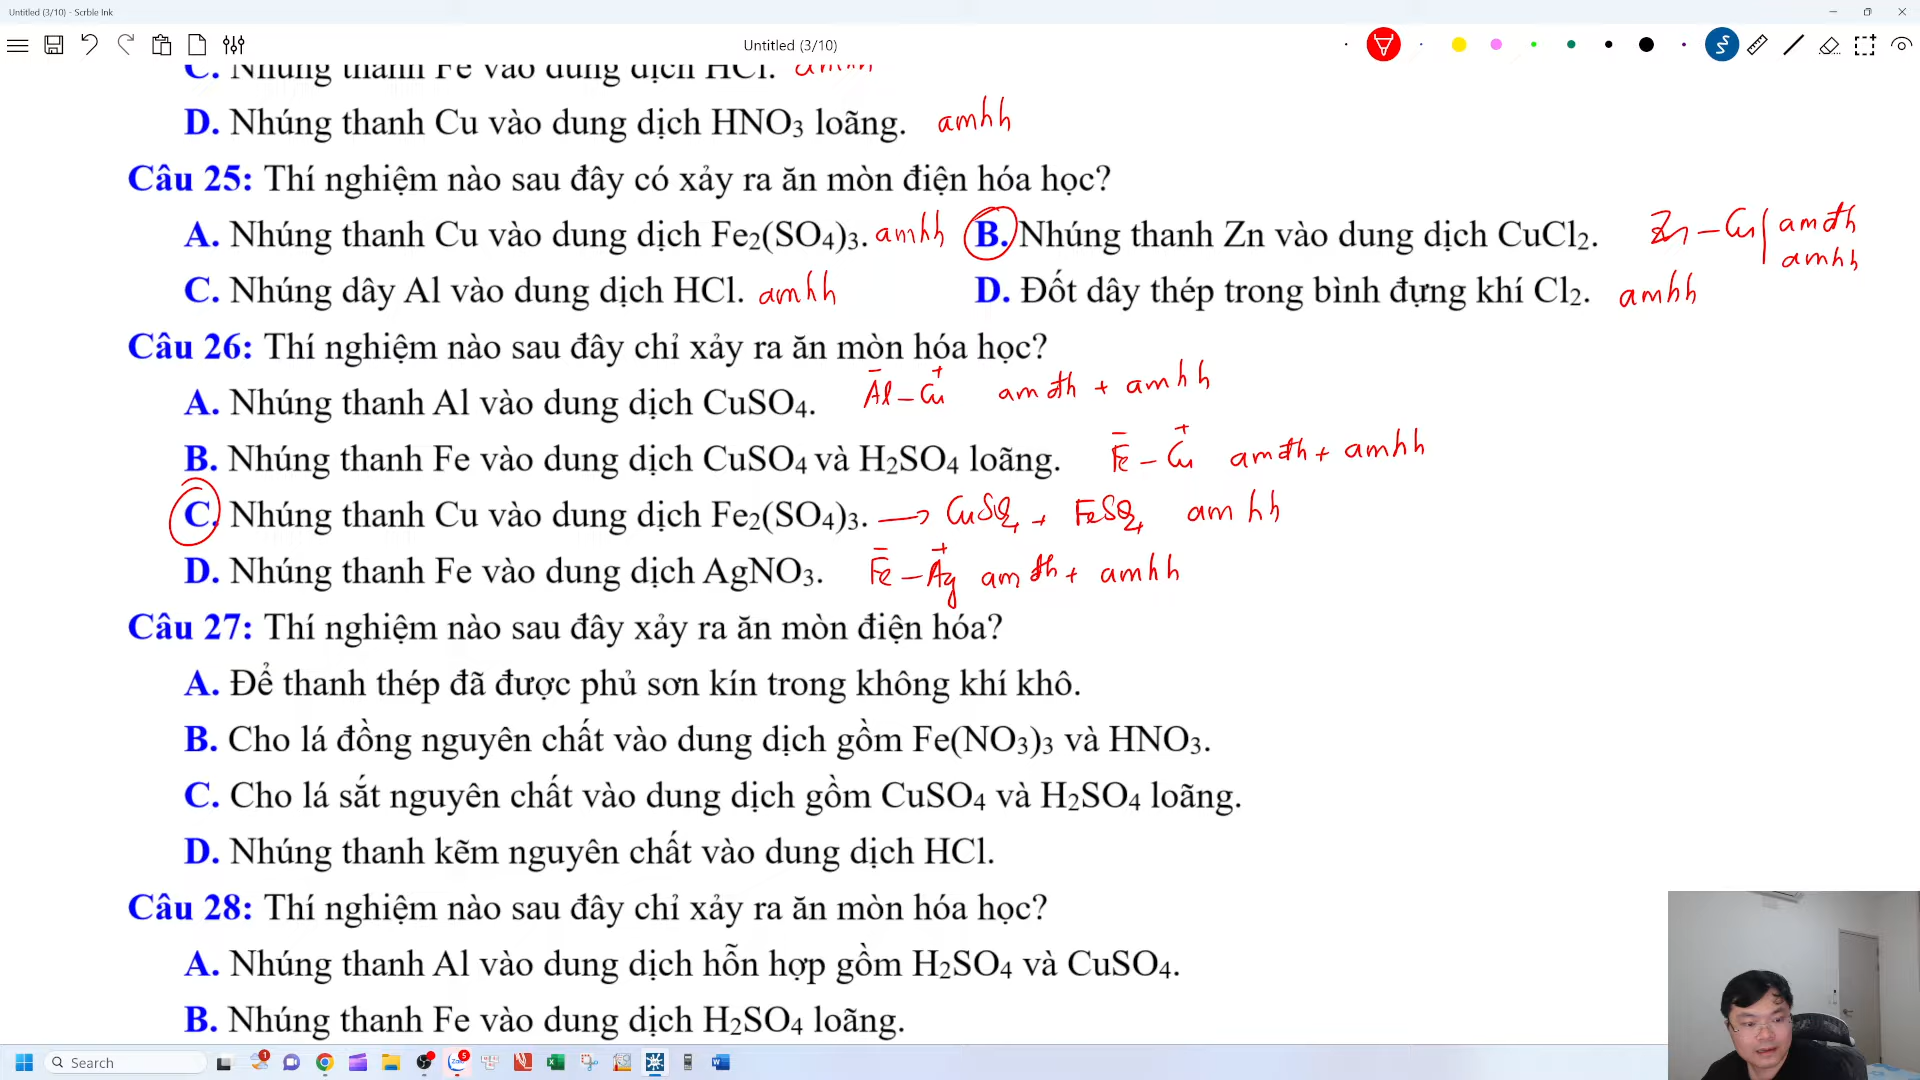 Untitled (3/10) - Scrble Ink
Untitled (3/10)
C. Nhúng thanh Fe vào dung dịch HCl. amhh
D. Nhúng thanh Cu vào dung dịch HNO3 loãng. amhh
Câu 25: Thí nghiệm nào sau đây có xảy ra ăn mòn điện hóa học?
A. Nhúng thanh Cu vào dung dịch Fe2(SO4)3. amhh B. Nhúng thanh Zn vào dung dịch CuCl2. Zn – Cu | amđh
amhh
C. Nhúng dây Al vào dung dịch HCl. amhh D. Đốt dây thép trong bình đựng khí Cl2. amhh
Câu 26: Thí nghiệm nào sau đây chỉ xảy ra ăn mòn hóa học?
A. Nhúng thanh Al vào dung dịch CuSO4. Al – Cu amđh + amhh
B. Nhúng thanh Fe vào dung dịch CuSO4 và H2SO4 loãng. Fe – Cu amđh + amhh
C. Nhúng thanh Cu vào dung dịch Fe2(SO4)3. → CuSO4 + FeSO4 amhh
D. Nhúng thanh Fe vào dung dịch AgNO3. Fe – Ag amđh + amhh
Câu 27: Thí nghiệm nào sau đây xảy ra ăn mòn điện hóa?
A. Để thanh thép đã được phủ sơn kín trong không khí khô.
B. Cho lá đồng nguyên chất vào dung dịch gồm Fe(NO3)3 và HNO3.
C. Cho lá sắt nguyên chất vào dung dịch gồm CuSO4 và H2SO4 loãng.
D. Nhúng thanh kẽm nguyên chất vào dung dịch HCl.
Câu 28: Thí nghiệm nào sau đây chỉ xảy ra ăn mòn hóa học?
A. Nhúng thanh Al vào dung dịch hỗn hợp gồm H2SO4 và CuSO4.
B. Nhúng thanh Fe vào dung dịch H2SO4 loãng.
Search